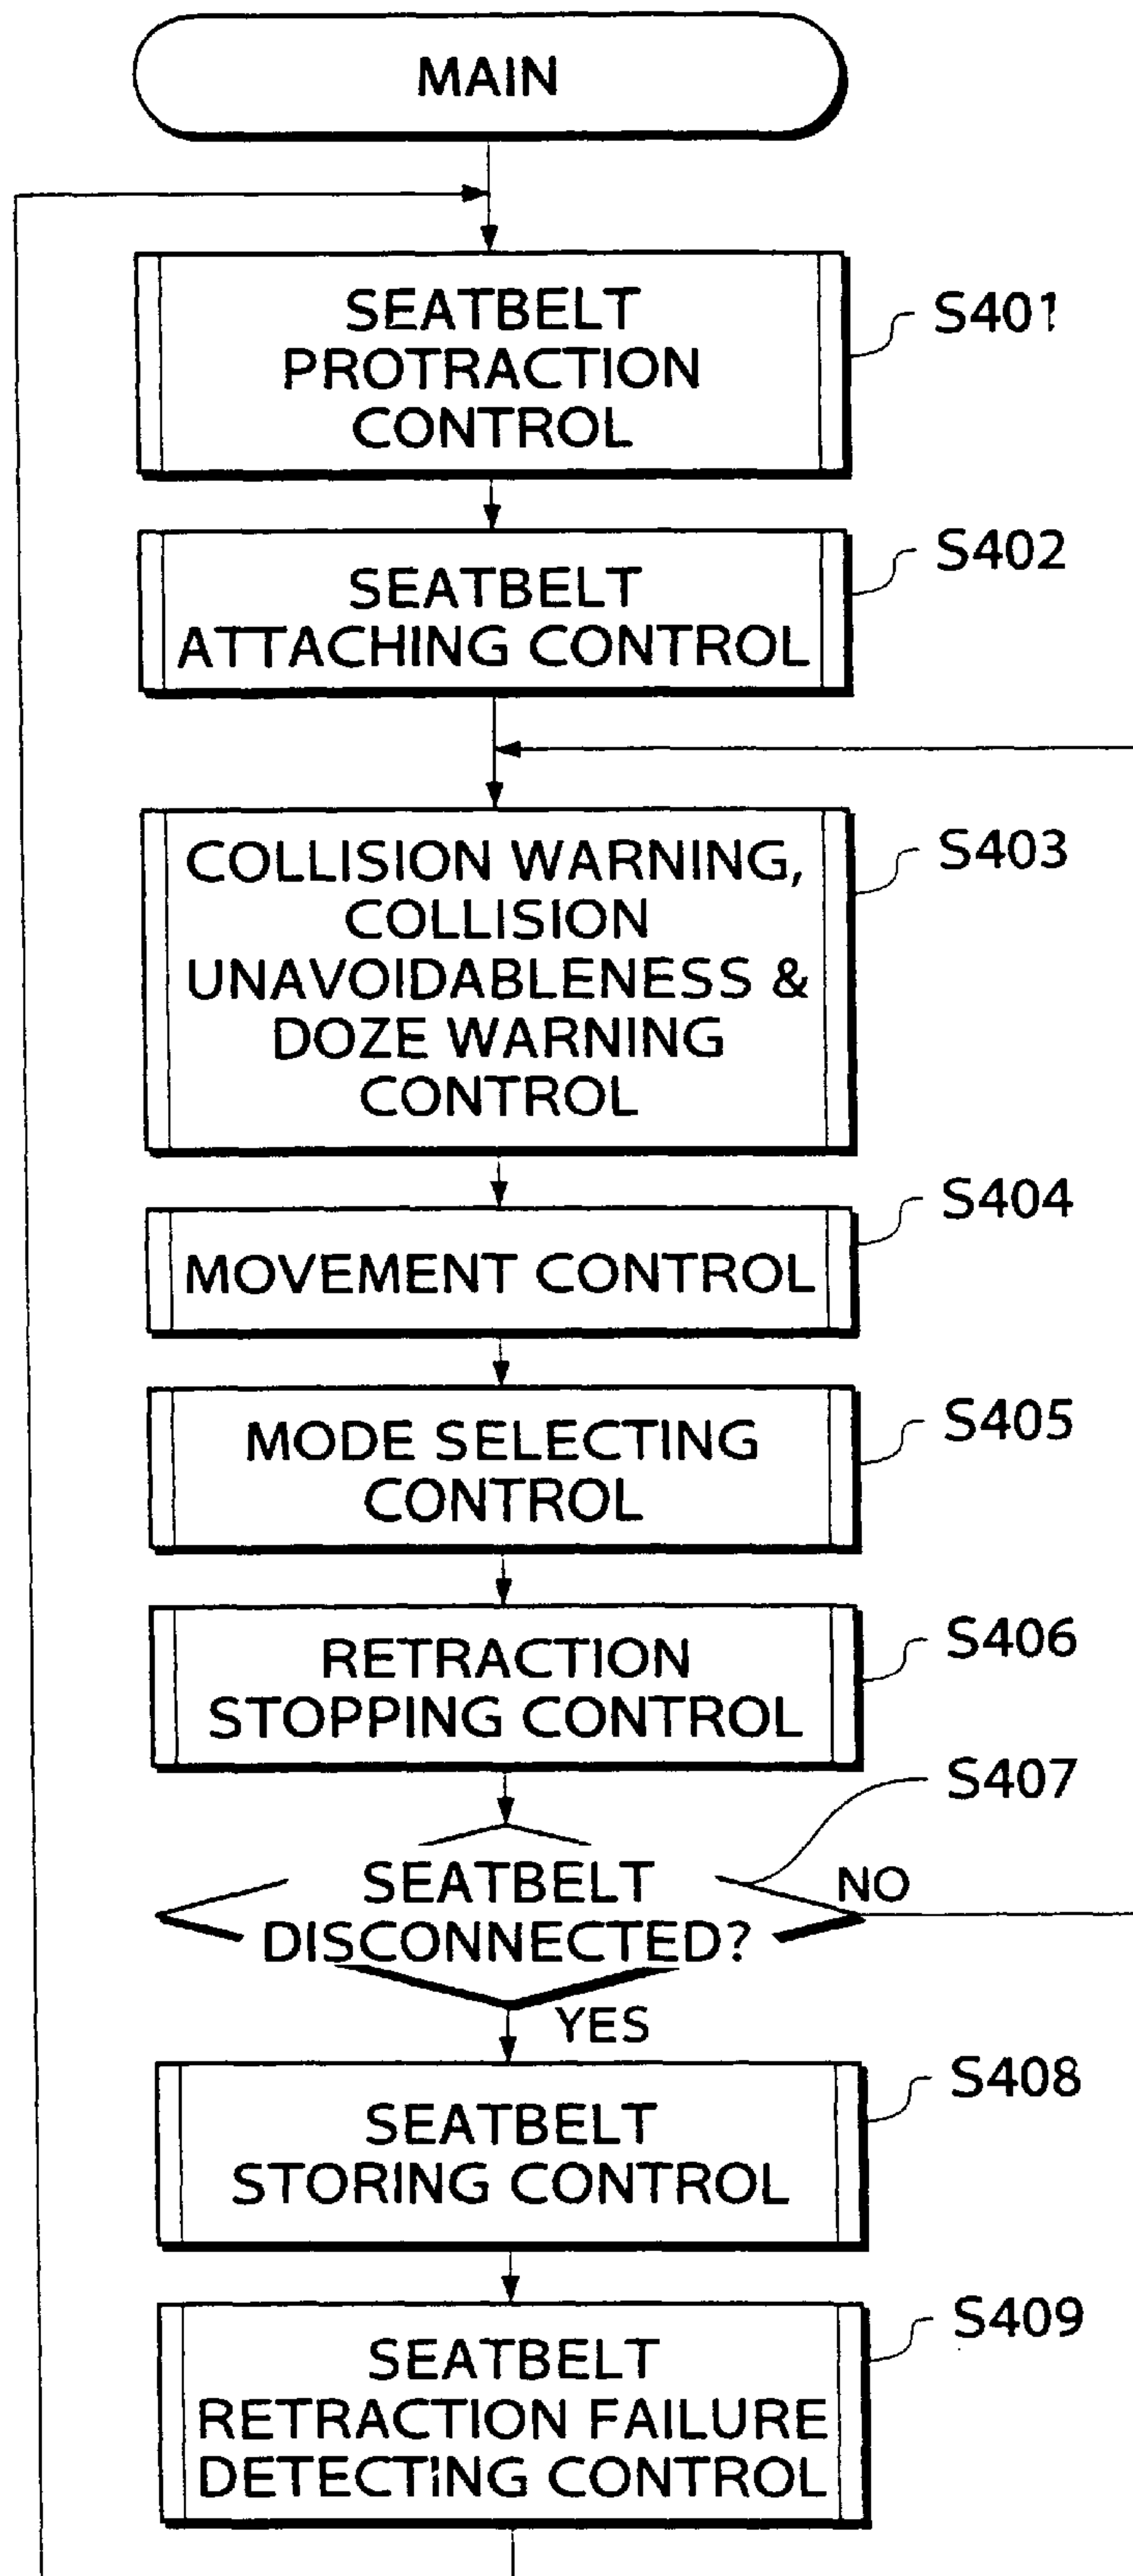 MAIN
SEATBELT
PROTRACTION
CONTROL
S401
SEATBELT
ATTACHING CONTROL
S402
COLLISION WARNING,
COLLISION
UNAVOIDABLENESS &
DOZE WARNING
CONTROL
S403
MOVEMENT CONTROL
S404
MODE SELECTING
CONTROL
S405
RETRACTION
STOPPING CONTROL
S406
SEATBELT
DISCONNECTED?
S407
NO
YES
SEATBELT
STORING CONTROL
S408
SEATBELT
RETRACTION FAILURE
DETECTING CONTROL
S409